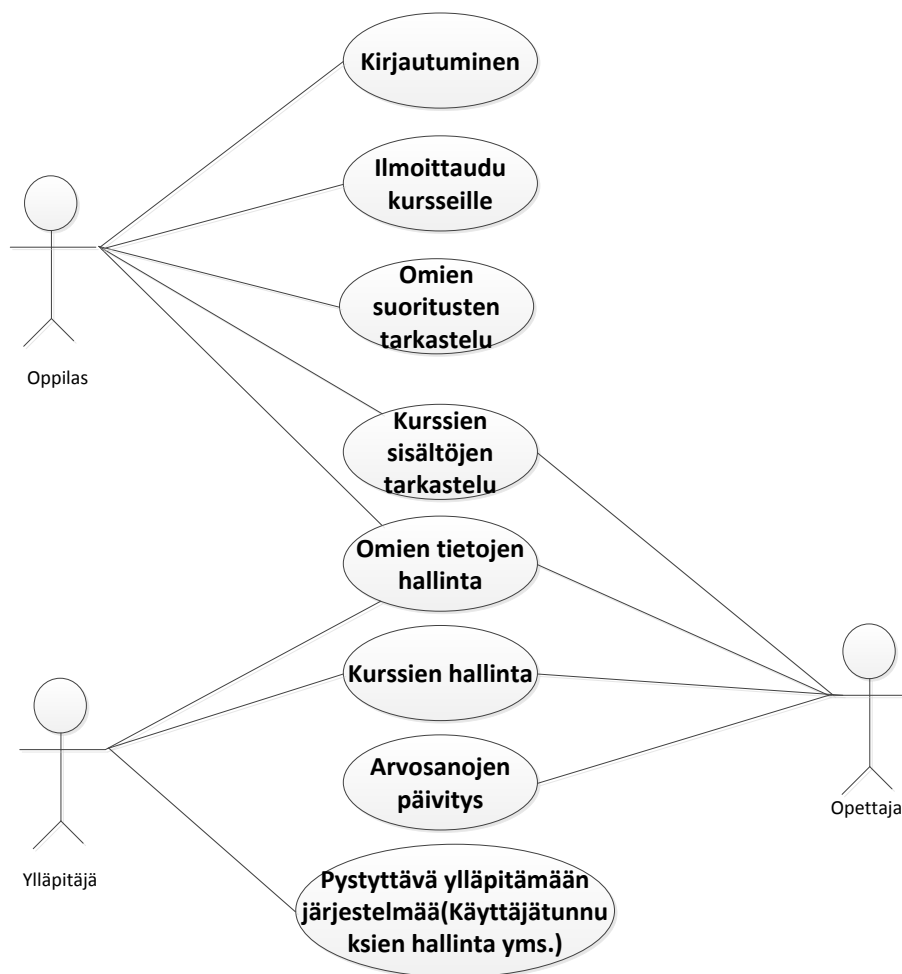 Kirjautuminen
Ilmoittaudu
kursseille
Omien
suoritusten
tarkastelu
Oppilas
Kurssien
sisältöjen
tarkastelu
Omien tietojen
hallinta
Kurssien hallinta
Arvosanojen
päivitys
Opettaja
Ylläpitäjä
Pystyttävä ylläpitämään
järjestelmää(Käyttäjätunnu
ksien hallinta yms.)